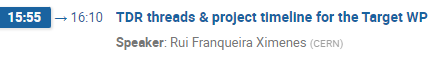 15:55 → 16:10 TDR threads & project timeline for the Target WP
Speaker: Rui Franqueira Ximenes (CERN)